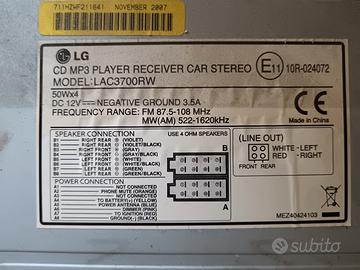 711HZWF211641 NOVEMBER 2007
LG
CD MP3 PLAYER RECEIVER CAR STEREO
MODEL:LAC3700RW
E11 10R-024072
50Wx4
DC 12V NEGATIVE GROUND 3.5A
FREQUENCY RANGE: FM 87.5-108 MHz
MW(AM) 522-1620kHz
CE
Made in China
SPEAKER CONNECTION
USE 4 OHM SPEAKERS
B1 RIGHT REAR (VIOLET)
B2 RIGHT REAR (VIOLET/BLACK)
B3 RIGHT FRONT (GRAY)
B4 RIGHT FRONT (GRAY/BLACK)
B5 LEFT FRONT (WHITE)
B6 LEFT FRONT (WHITE/BLACK)
B7 LEFT REAR (GREEN)
B8 LEFT REAR (GREEN/BLACK)
B
POWER CONNECTION
A1 NOT CONNECTED
A2 PHONE MUTE (ORANGE)
A3 NOT CONNECTED
A4 TO BATTERY(+) (YELLOW)
A5 POWER ANTENNA (BLUE)
A6 DIMMER (PINK)
A7 TO IGNITION (RED)
A8 GROUND(-) (BLACK)
A
(LINE OUT)
WHITE-LEFT
RED -RIGHT
FRONT REAR
MEZ40424103
subito